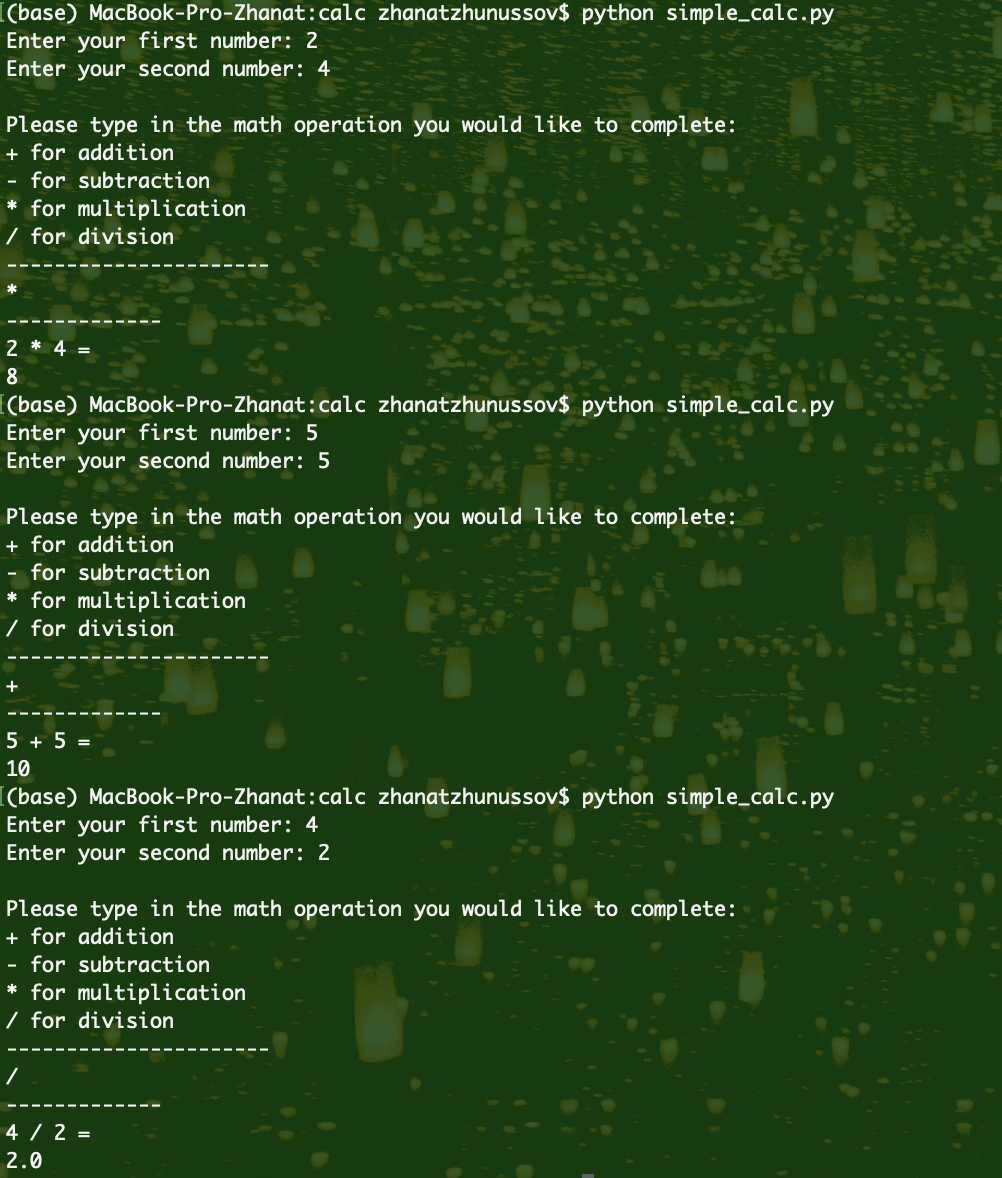 (base) MacBook-Pro-Zhanat:calc zhanatzhunussov$ python simple_calc.py
Enter your first number: 2
Enter your second number: 4
Please type in the math operation you would like to complete:
+ for addition
- for subtraction
* for multiplication
/ for division
----------------------
*
-------------
2 * 4 =
8
(base) MacBook-Pro-Zhanat:calc zhanatzhunussov$ python simple_calc.py
Enter your first number: 5
Enter your second number: 5
Please type in the math operation you would like to complete:
+ for addition
- for subtraction
* for multiplication
/ for division
----------------------
+
-------------
5 + 5 =
10
(base) MacBook-Pro-Zhanat:calc zhanatzhunussov$ python simple_calc.py
Enter your first number: 4
Enter your second number: 2
Please type in the math operation you would like to complete:
+ for addition
- for subtraction
* for multiplication
/ for division
----------------------
/
-------------
4 / 2 =
2.0